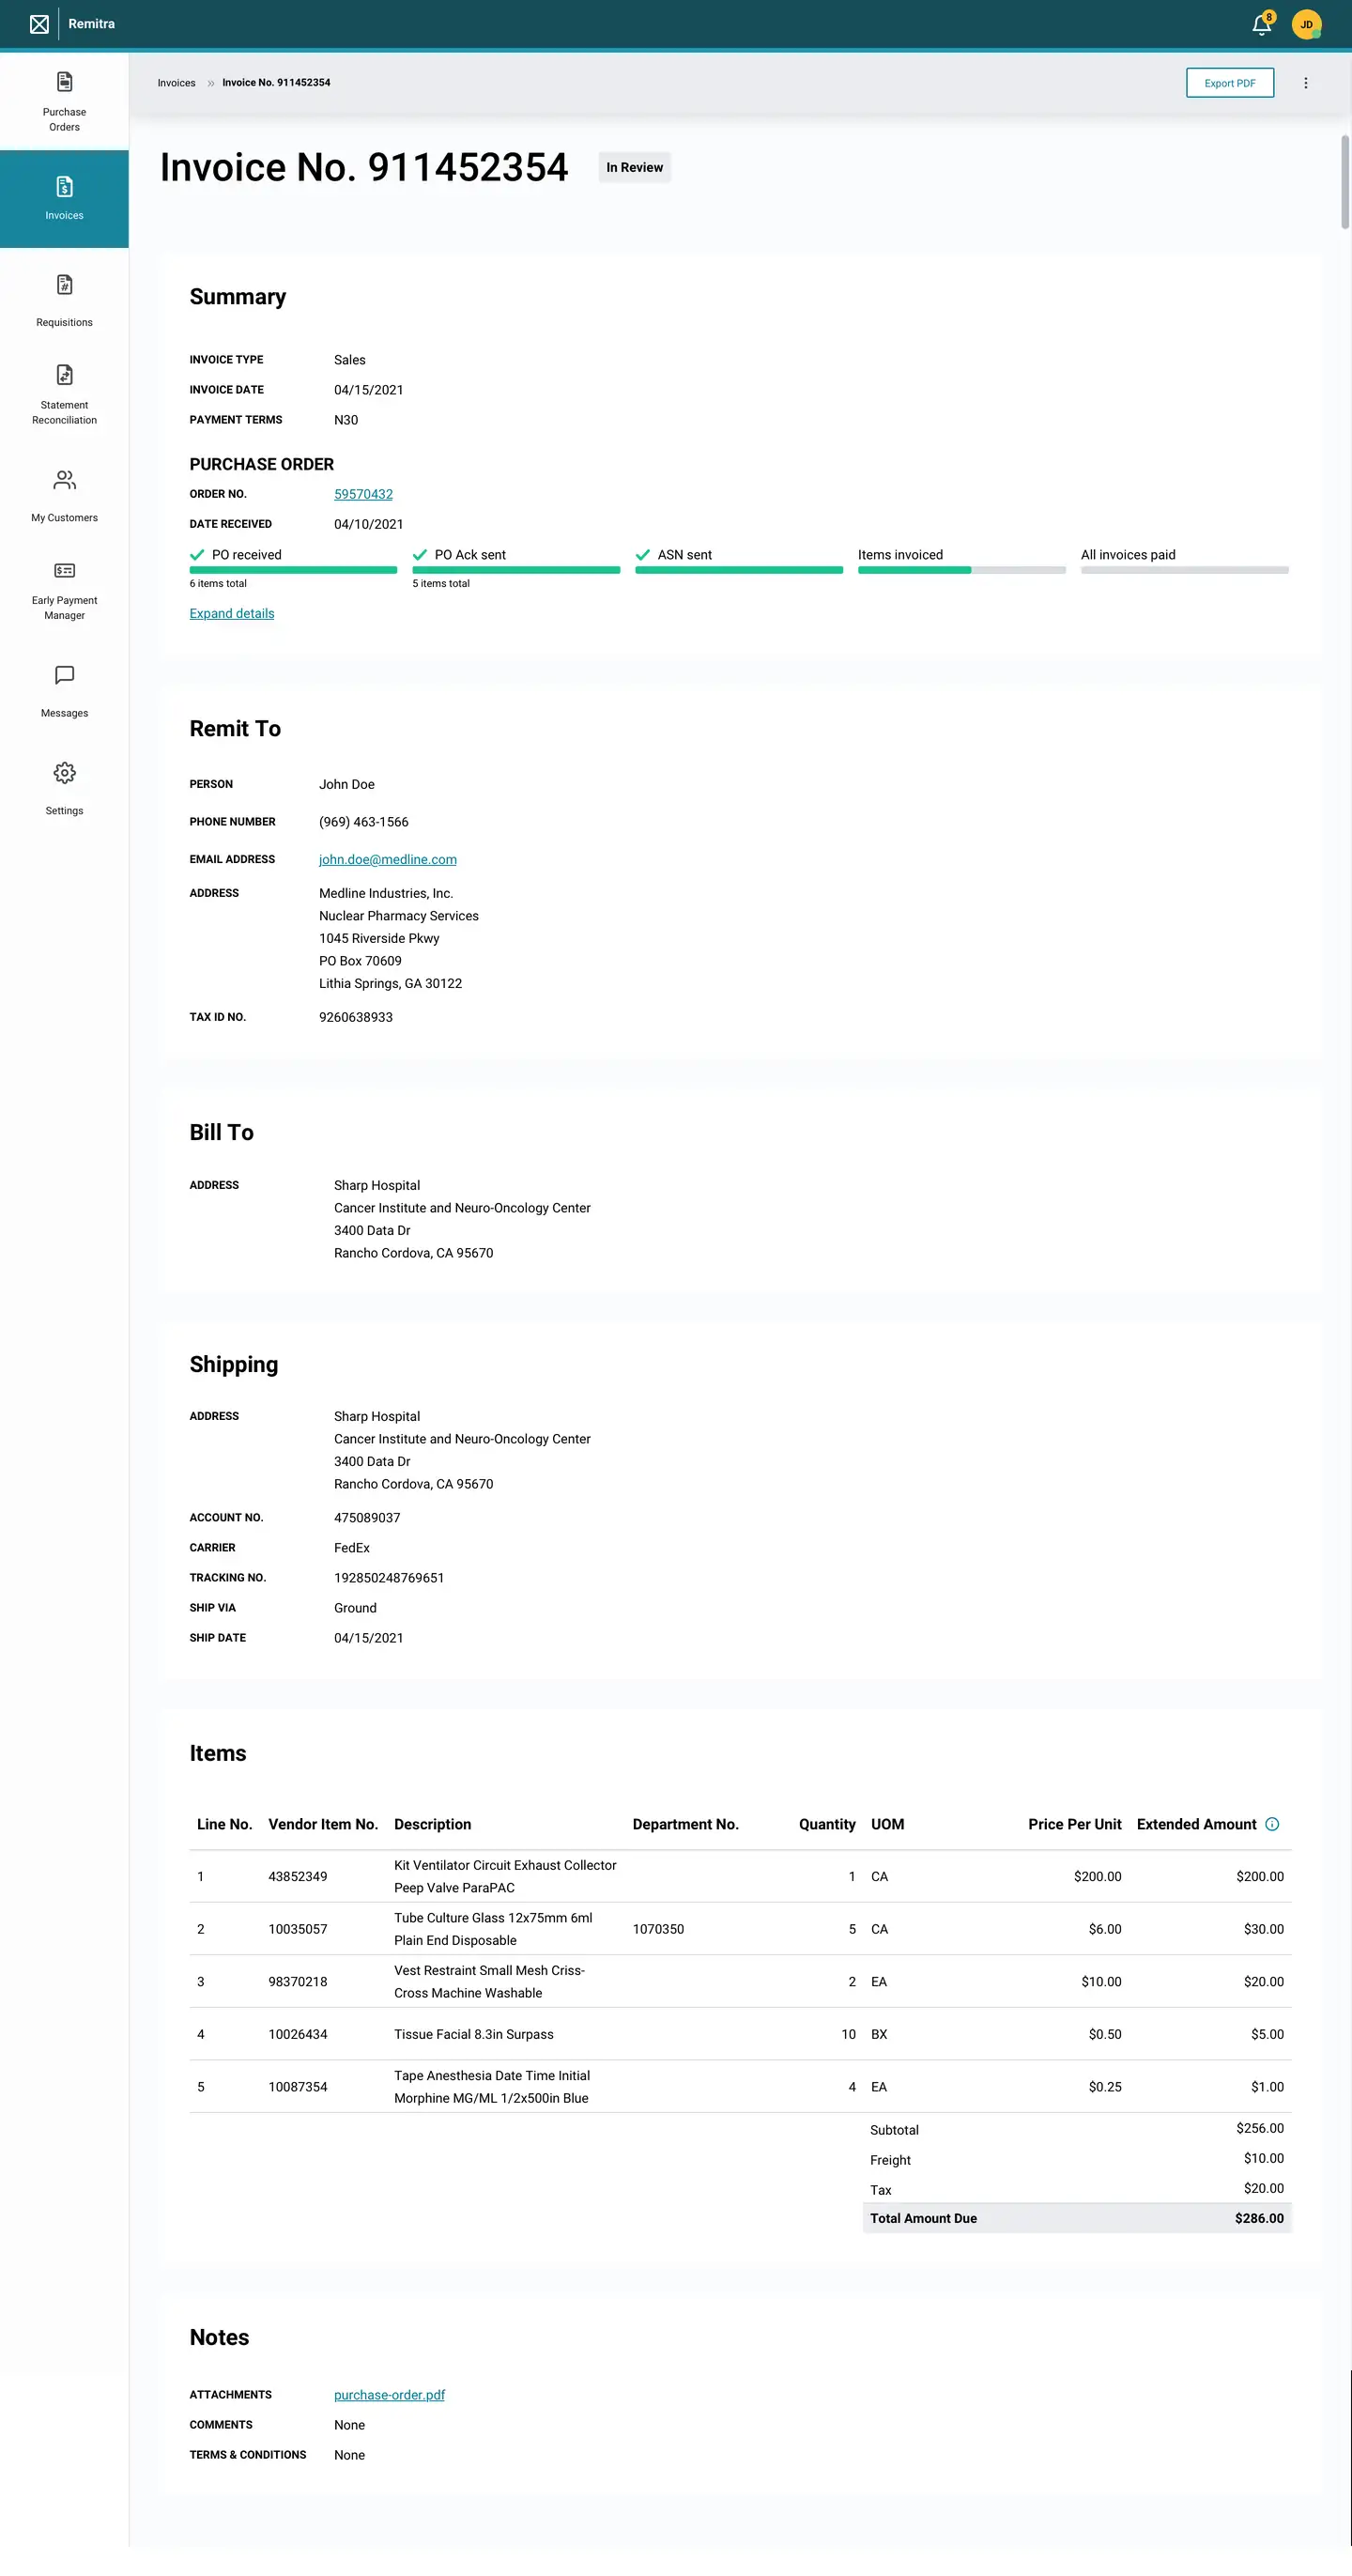 Remitra
8
JD
Purchase
Orders
Invoices
Requisitions
Statement
Reconciliation
My Customers
Early Payment
Manager
Messages
Settings
Invoices » Invoice No. 911452354
Export PDF
Invoice No. 911452354 In Review
Summary
INVOICE TYPE Sales
INVOICE DATE 04/15/2021
PAYMENT TERMS N30
PURCHASE ORDER
ORDER NO. 59570432
DATE RECEIVED 04/10/2021
PO received PO Ack sent ASN sent Items invoiced All invoices paid
6 items total 5 items total
Expand details
Remit To
PERSON John Doe
PHONE NUMBER (969) 463-1566
EMAIL ADDRESS john.doe@medline.com
ADDRESS Medline Industries, Inc.
Nuclear Pharmacy Services
1045 Riverside Pkwy
PO Box 70609
Lithia Springs, GA 30122
TAX ID NO. 9260638933
Bill To
ADDRESS Sharp Hospital
Cancer Institute and Neuro-Oncology Center
3400 Data Dr
Rancho Cordova, CA 95670
Shipping
ADDRESS Sharp Hospital
Cancer Institute and Neuro-Oncology Center
3400 Data Dr
Rancho Cordova, CA 95670
ACCOUNT NO. 475089037
CARRIER FedEx
TRACKING NO. 192850248769651
SHIP VIA Ground
SHIP DATE 04/15/2021
Items
Line No. Vendor Item No. Description Department No. Quantity UOM Price Per Unit Extended Amount
1 43852349 Kit Ventilator Circuit Exhaust Collector 1 CA $200.00 $200.00
Peep Valve ParaPAC
2 10035057 Tube Culture Glass 12x75mm 6ml 1070350 5 CA $6.00 $30.00
Plain End Disposable
3 98370218 Vest Restraint Small Mesh Criss- 2 EA $10.00 $20.00
Cross Machine Washable
4 10026434 Tissue Facial 8.3in Surpass 10 BX $0.50 $5.00
5 10087354 Tape Anesthesia Date Time Initial 4 EA $0.25 $1.00
Morphine MG/ML 1/2x500in Blue
Subtotal $256.00
Freight $10.00
Tax $20.00
Total Amount Due $286.00
Notes
ATTACHMENTS purchase-order.pdf
COMMENTS None
TERMS & CONDITIONS None